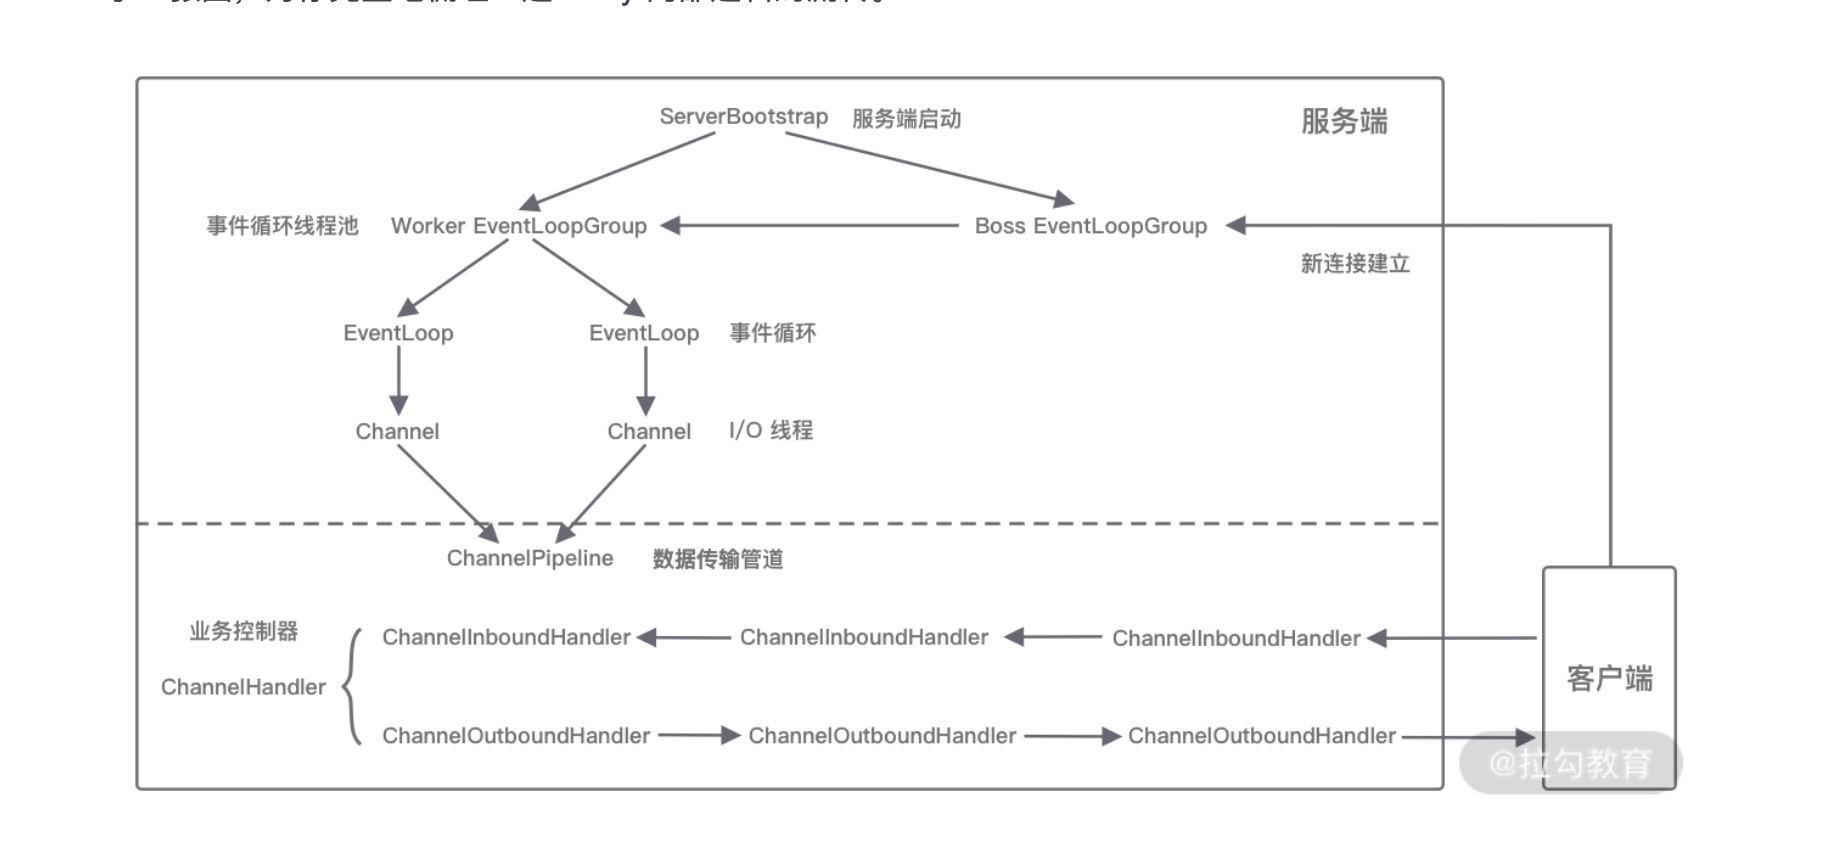 ServerBootstrap 服务端启动
服务端
事件循环线程池 Worker EventLoopGroup Boss EventLoopGroup
新连接建立
EventLoop EventLoop 事件循环
Channel Channel I/O 线程
ChannelPipeline 数据传输管道
业务控制器
ChannelHandler
ChannelInboundHandler ChannelInboundHandler ChannelInboundHandler
ChannelOutboundHandler ChannelOutboundHandler ChannelOutboundHandler
客户端
@拉勾教育